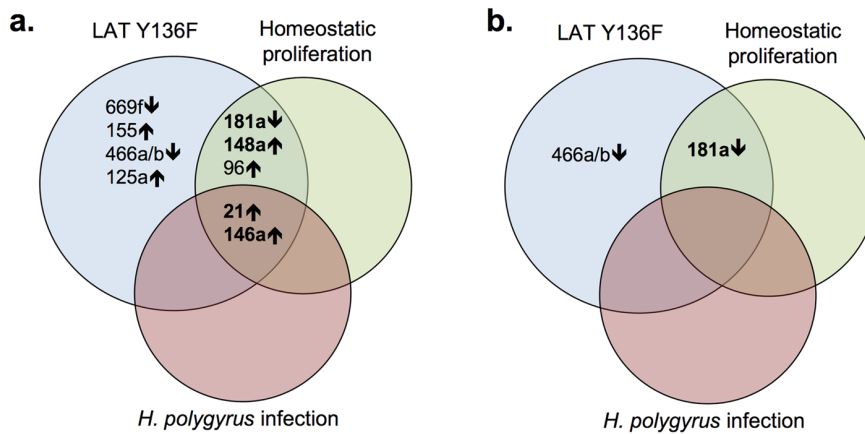 a.
LAT Y136F
Homeostatic
proliferation
669f↓
155↑
466a/b↓
125a↑
181a↓
148a↑
96↑
21↑
146a↑
H. polygyrus infection
b.
LAT Y136F
Homeostatic
proliferation
466a/b↓
181a↓
H. polygyrus infection